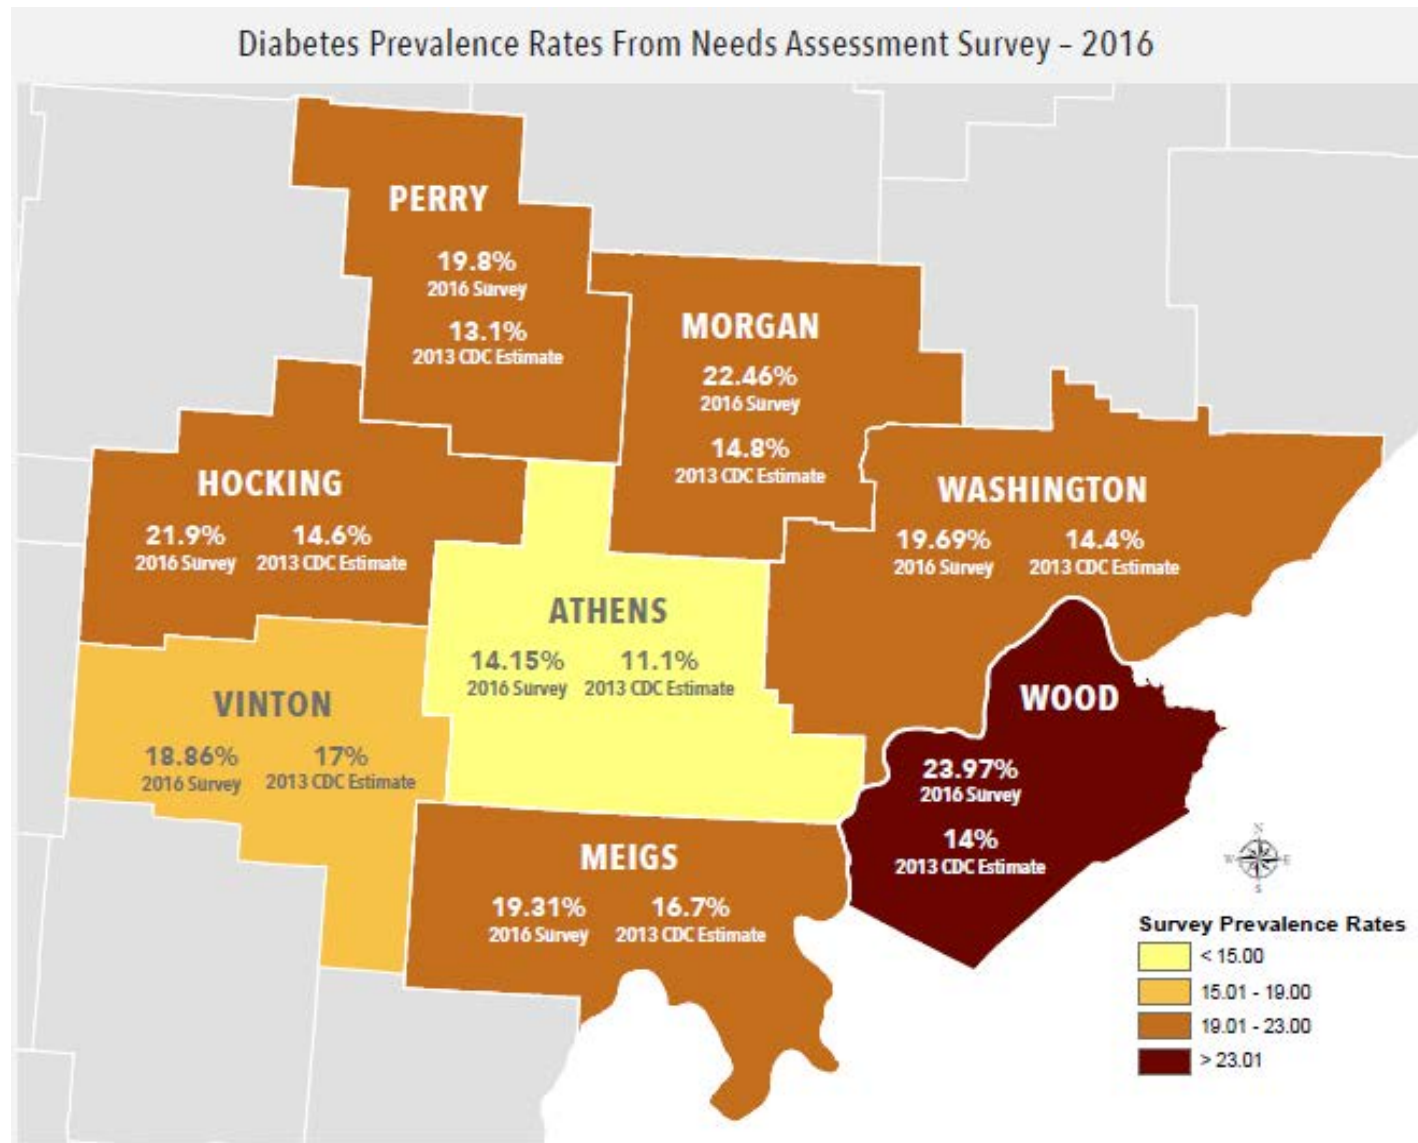 Diabetes Prevalence Rates From Needs Assessment Survey – 2016
PERRY
19.8%
2016 Survey
13.1%
2013 CDC Estimate
MORGAN
22.46%
2016 Survey
14.8%
2013 CDC Estimate
HOCKING
21.9% 14.6%
2016 Survey 2013 CDC Estimate
WASHINGTON
19.69% 14.4%
2016 Survey 2013 CDC Estimate
ATHENS
14.15% 11.1%
2016 Survey 2013 CDC Estimate
VINTON
18.86% 17%
2016 Survey 2013 CDC Estimate
WOOD
23.97%
2016 Survey
14%
2013 CDC Estimate
MEIGS
19.31% 16.7%
2016 Survey 2013 CDC Estimate
N
W E
S
Survey Prevalence Rates
< 15.00
15.01 - 19.00
19.01 - 23.00
> 23.01